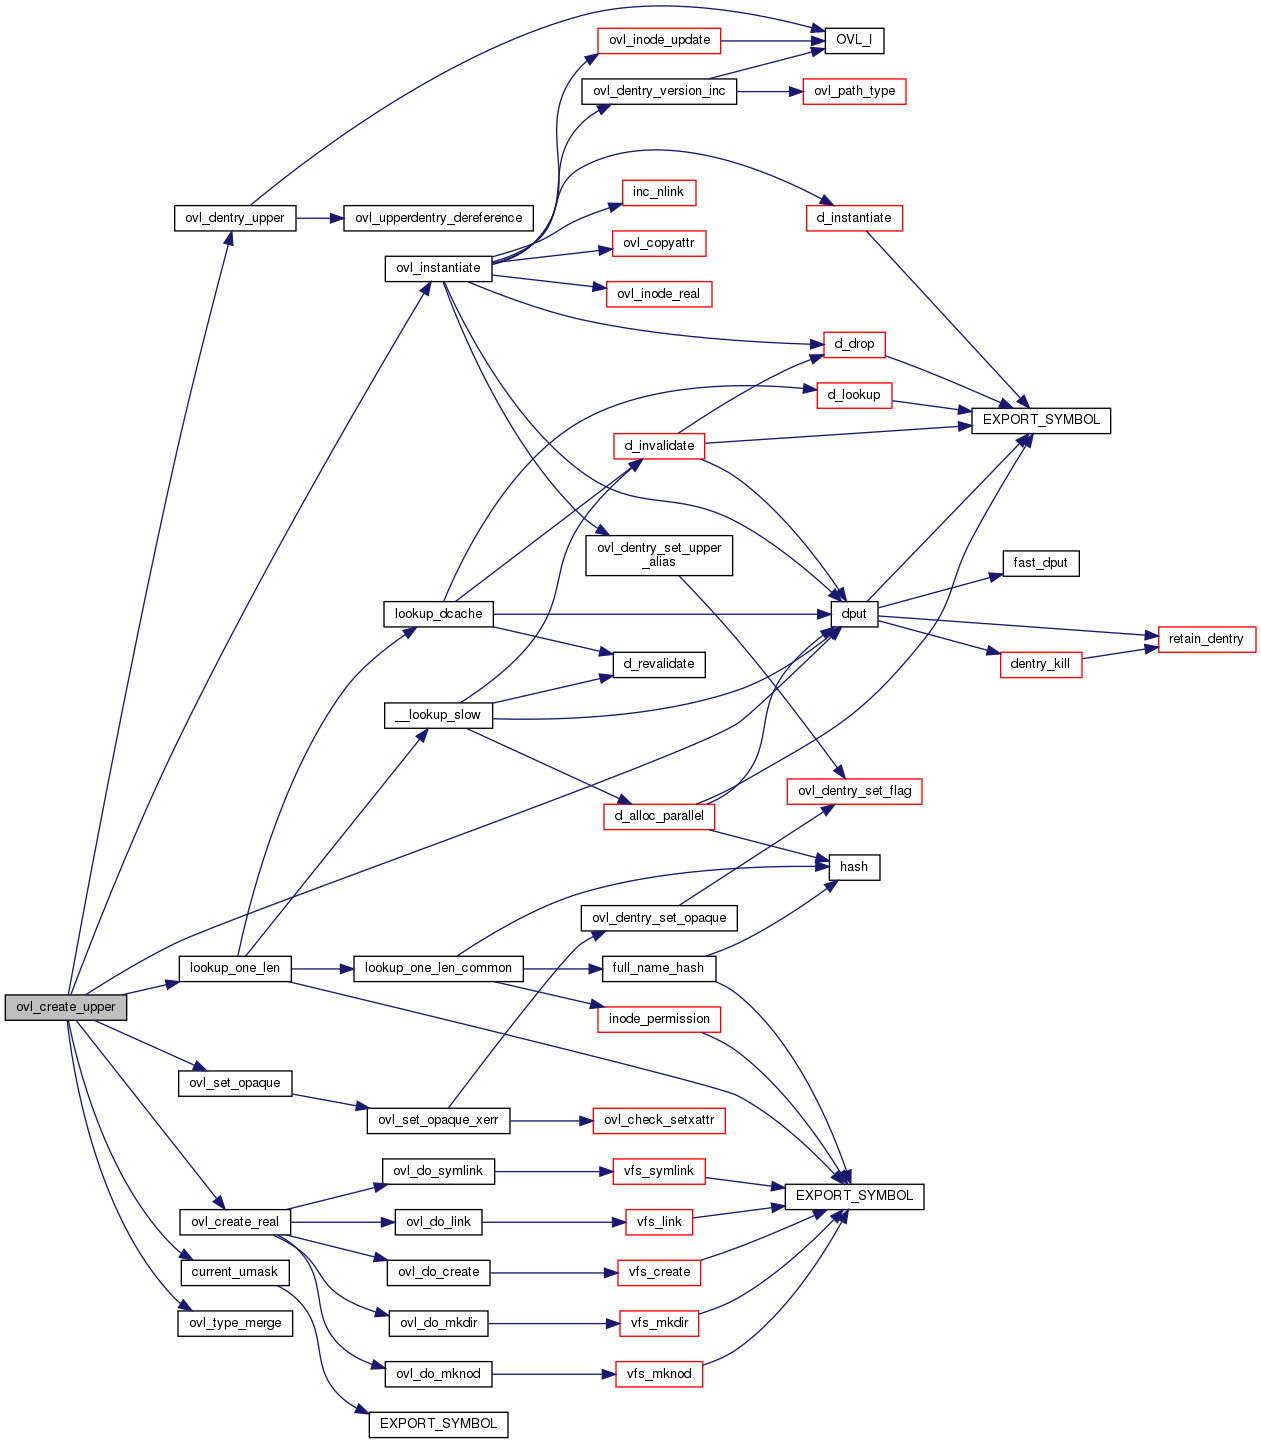 OVL_I
ovl_inode_update
ovl_dentry_version_inc
ovl_path_type
inc_nlink
ovl_dentry_upper
ovl_upperdentry_dereference
d_instantiate
ovl_copyattr
ovl_instantiate
ovl_inode_real
d_drop
d_lookup
EXPORT_SYMBOL
d_invalidate
ovl_dentry_set_upper
_alias
fast_dput
lookup_dcache
dput
retain_dentry
d_revalidate
dentry_kill
__lookup_slow
ovl_dentry_set_flag
d_alloc_parallel
hash
ovl_dentry_set_opaque
lookup_one_len
lookup_one_len_common
full_name_hash
ovl_create_upper
inode_permission
ovl_set_opaque
ovl_set_opaque_xerr
ovl_check_setxattr
ovl_do_symlink
vfs_symlink
EXPORT_SYMBOL
ovl_create_real
ovl_do_link
vfs_link
current_umask
ovl_do_create
vfs_create
ovl_type_merge
ovl_do_mkdir
vfs_mkdir
ovl_do_mknod
vfs_mknod
EXPORT_SYMBOL